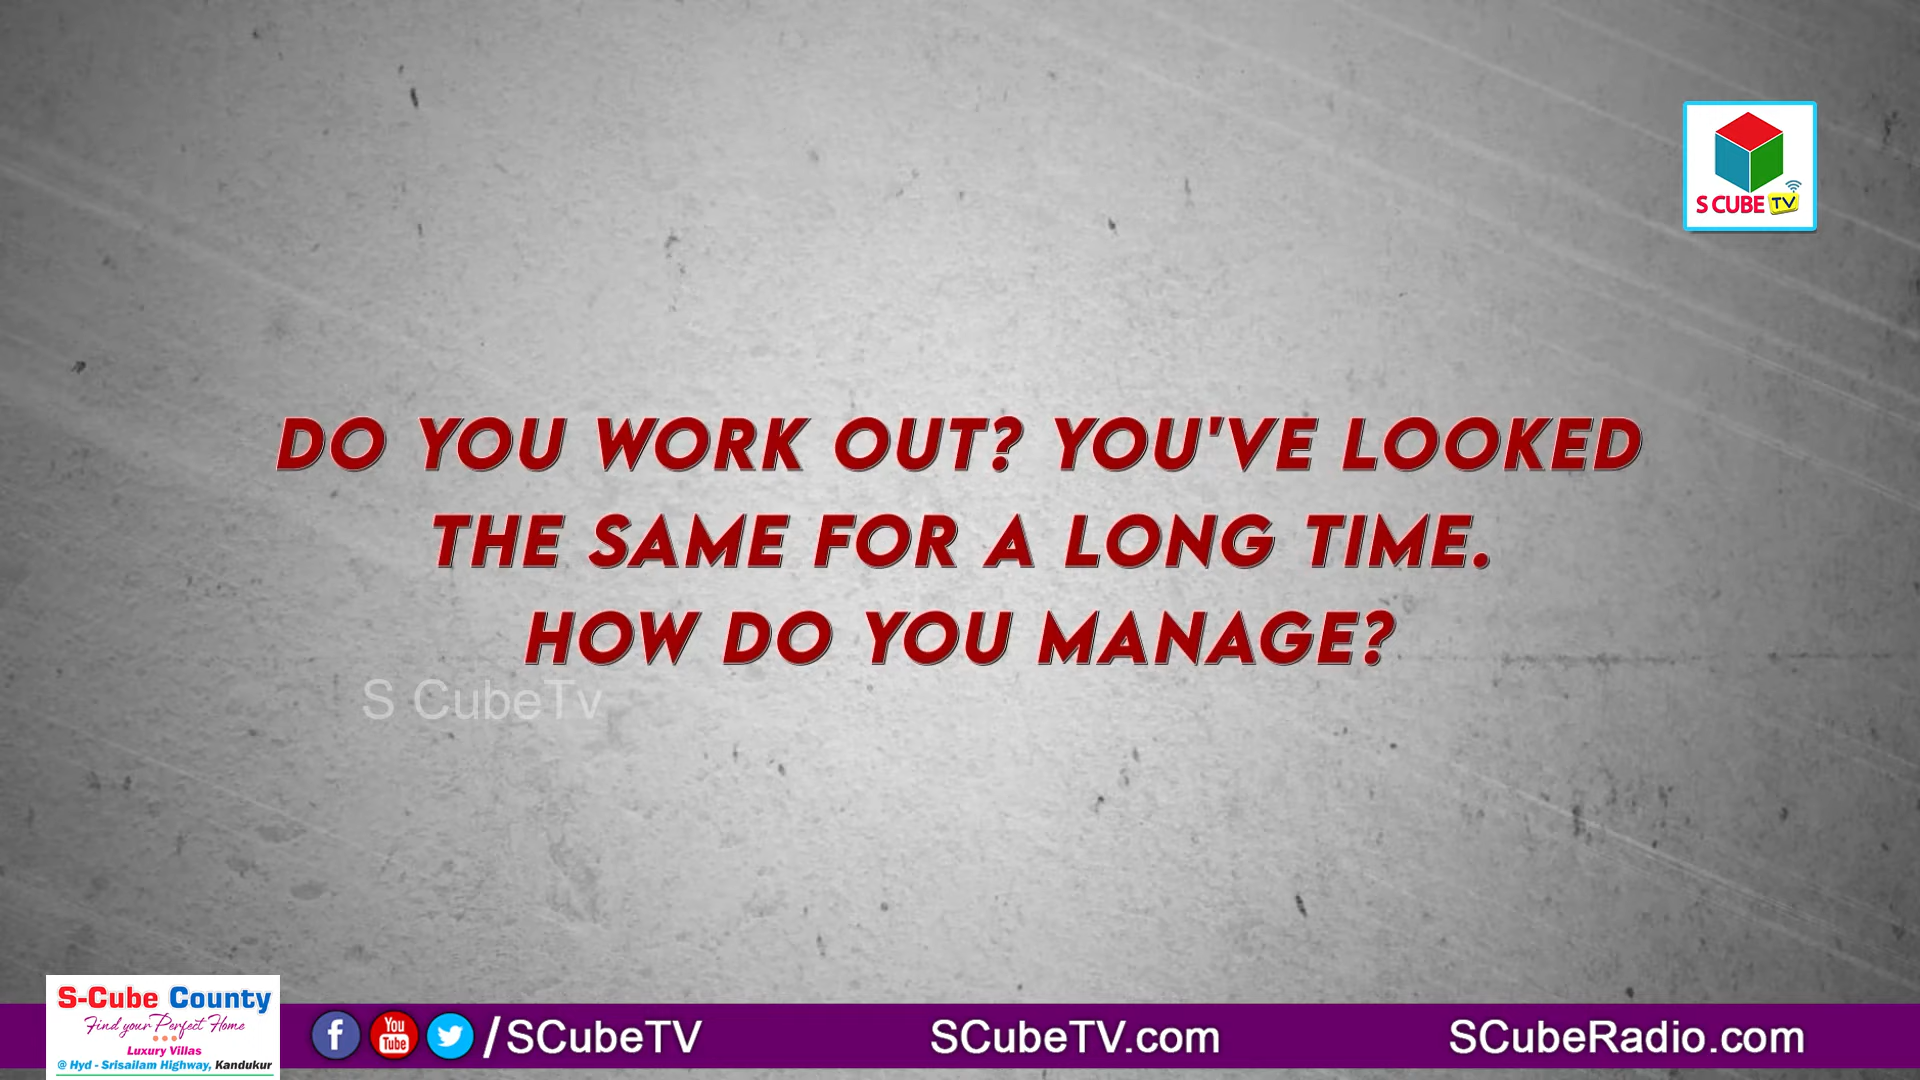 S CUBE TV
DO YOU WORK OUT? YOU'VE LOOKED
THE SAME FOR A LONG TIME.
HOW DO YOU MANAGE?
S CubeTv
S-Cube County
Find your Perfect Home
Luxury Villas
@ Hyd - Srisailam Highway, Kandukur
f You Tube /SCubeTV
SCubeTV.com
SCubeRadio.com